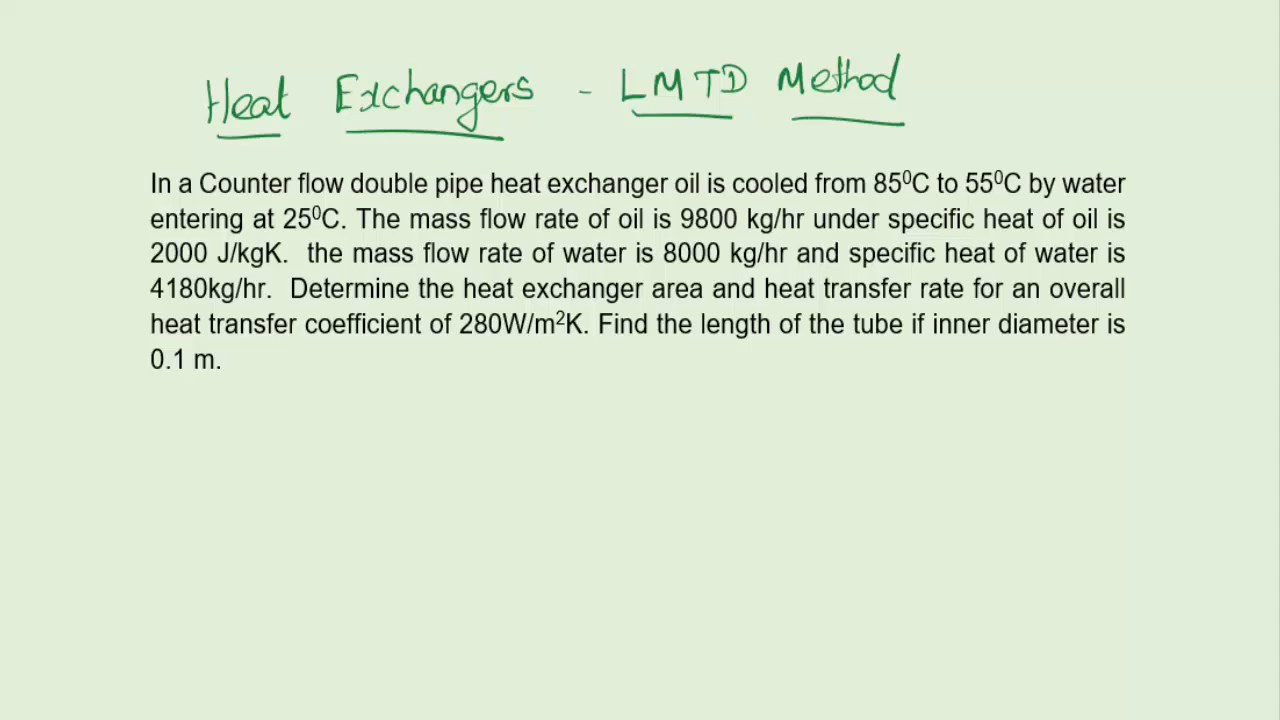 Heat Exchangers - LMTD Method
In a Counter flow double pipe heat exchanger oil is cooled from 85⁰C to 55⁰C by water
entering at 25⁰C. The mass flow rate of oil is 9800 kg/hr under specific heat of oil is
2000 J/kgK. the mass flow rate of water is 8000 kg/hr and specific heat of water is
4180kg/hr. Determine the heat exchanger area and heat transfer rate for an overall
heat transfer coefficient of 280W/m²K. Find the length of the tube if inner diameter is
0.1 m.